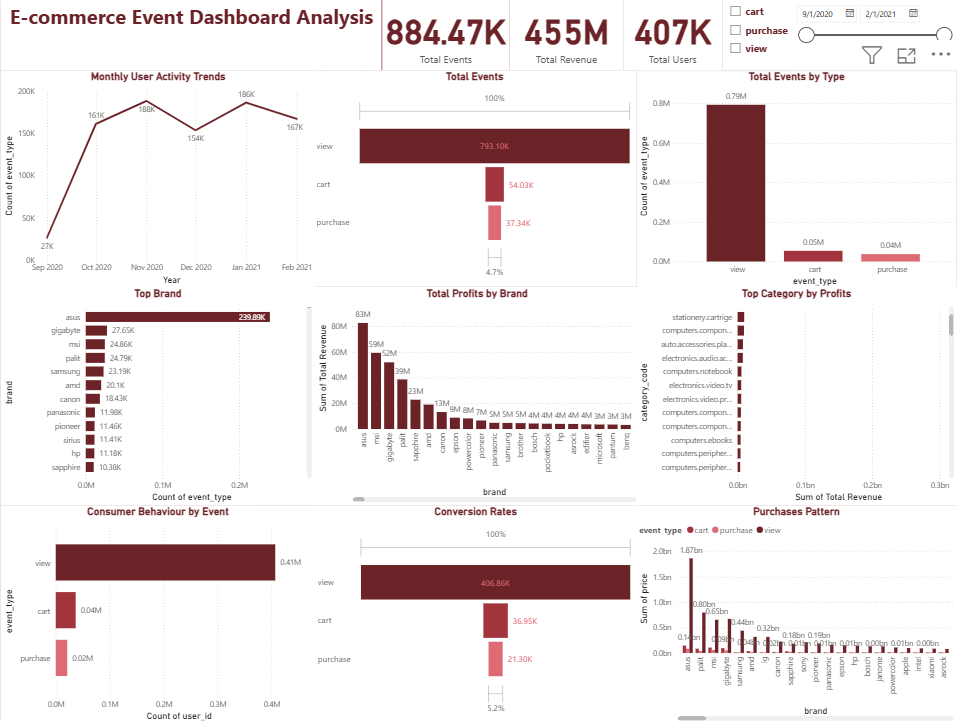 E-commerce Event Dashboard Analysis
884.47K
Total Events
455M
Total Revenue
407K
Total Users
cart
purchase
view
9/1/2020
2/1/2021
Monthly User Activity Trends
Count of event_type
200K
150K
100K
50K
0K
27K
161K
188K
154K
186K
167K
Sep 2020
Oct 2020
Nov 2020
Dec 2020
Jan 2021
Feb 2021
Year
Total Events
100%
view
793.10K
cart
54.03K
purchase
37.34K
4.7%
Total Events by Type
Count of event_type
0.8M
0.6M
0.4M
0.2M
0.0M
0.79M
0.05M
0.04M
view
cart
purchase
event_type
Top Brand
brand
asus 239.89K
gigabyte 27.65K
msi 24.86K
palit 24.79K
samsung 23.19K
amd 20.1K
canon 18.43K
panasonic 11.98K
pioneer 11.46K
sirius 11.41K
hp 11.18K
sapphire 10.38K
0.0M
0.1M
0.2M
Count of event_type
Total Profits by Brand
Sum of Total Revenue
80M
60M
40M
20M
0M
83M
59M
52M
39M
23M
13M
9M
8M
7M
5M
5M
5M
4M
4M
4M
4M
4M
3M
3M
3M
asus
msi
gigabyte
palit
sapphire
amd
canon
epson
powercolor
pioneer
panasonic
samsung
brother
bosch
pocketbook
hp
asrock
edifier
microsoft
pantum
benq
brand
Top Category by Profits
category_code
stationery.cartrige
computers.compon...
auto.accessories.pla...
electronics.audio.ac...
computers.notebook
electronics.video.tv
electronics.video.pr...
computers.compon...
computers.compon...
computers.ebooks
computers.peripher...
computers.peripher...
0.0bn
0.1bn
0.2bn
0.3bn
Sum of Total Revenue
Consumer Behaviour by Event
event_type
view
0.41M
cart
0.04M
purchase
0.02M
0.0M
0.1M
0.2M
0.3M
0.4M
Count of user_id
Conversion Rates
100%
view
406.86K
cart
36.95K
purchase
21.30K
5.2%
Purchases Pattern
event_type cart purchase view
Sum of price
2.0bn
1.5bn
1.0bn
0.5bn
0.0bn
1.87bn
0.80bn
0.65bn
0.44bn
0.32bn
0.18bn
0.19bn
0.01bn
0.01bn
0.00bn
0.01bn
0.00bn
asus
palit
msi
gigabyte
samsung
amd
lg
canon
sapphire
sony
pioneer
panasonic
epson
hp
bosch
janome
powercolor
apple
intel
xiaomi
asrock
brand